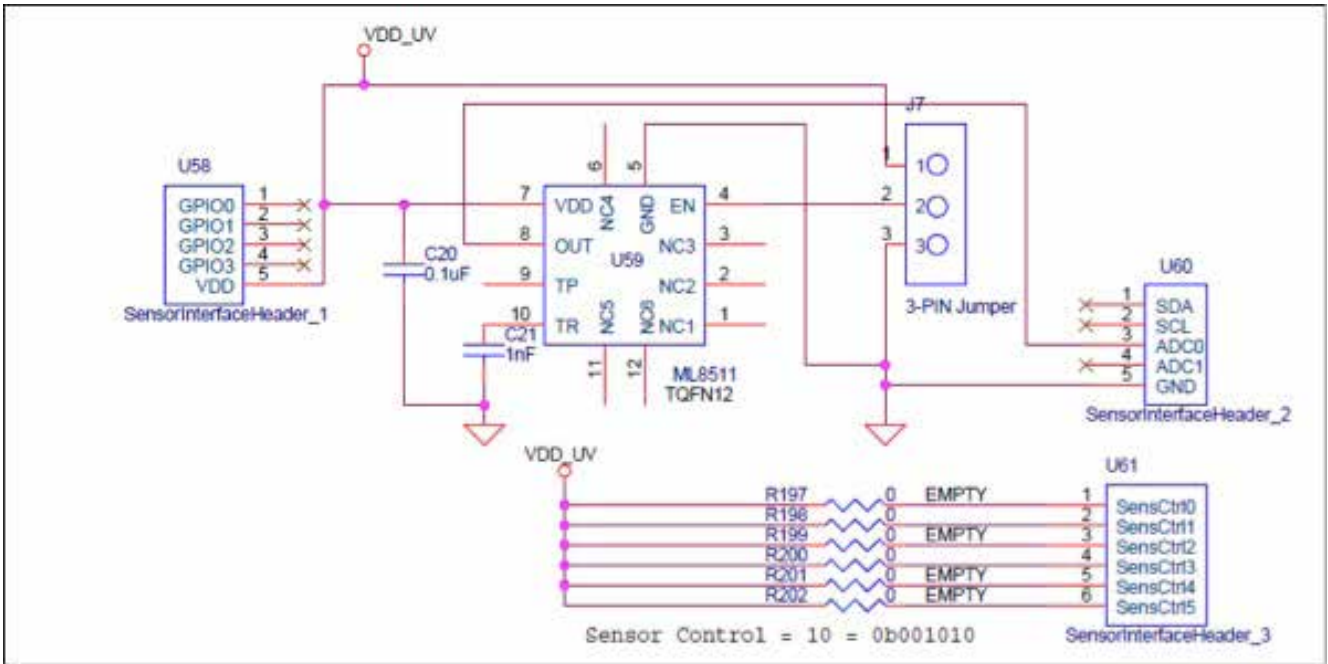 VDD_UV
J7
U58
GPIO0 1
GPIO1 2
GPIO2 3
GPIO3 4
VDD 5
SensorInterfaceHeader_1
C20
0.1uF
C21
1nF
6 5
NC4 GND
7 VDD EN 4
8 OUT NC3 3
U59
9 TP NC2 2
10 TR NC1 1
NC5 NC6
11 12
ML8511
TQFN12
1 1
2 2
3 3
3-PIN Jumper
U60
1 SDA
2 SCL
3 ADC0
4 ADC1
5 GND
SensorInterfaceHeader_2
VDD_UV
U61
R197 0 EMPTY 1 SensCtrl0
R198 0 2 SensCtrl1
R199 0 EMPTY 3 SensCtrl2
R200 0 4 SensCtrl3
R201 0 EMPTY 5 SensCtrl4
R202 0 EMPTY 6 SensCtrl5
Sensor Control = 10 = 0b001010
SensorInterfaceHeader_3